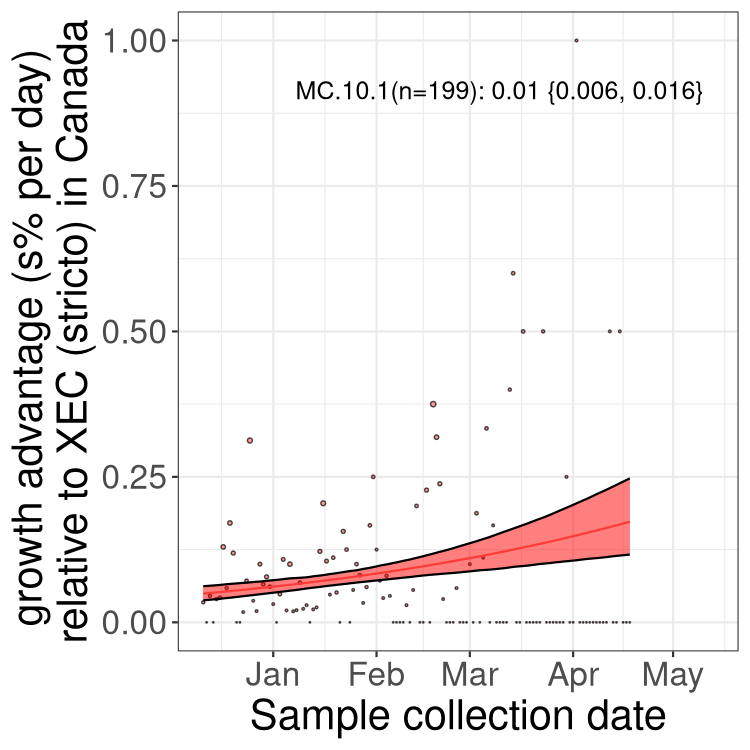 growth advantage (s% per day)
relative to XEC (stricto) in Canada
1.00
0.75
0.50
0.25
0.00
MC.10.1(n=199): 0.01 {0.006, 0.016}
Jan Feb Mar Apr May
Sample collection date